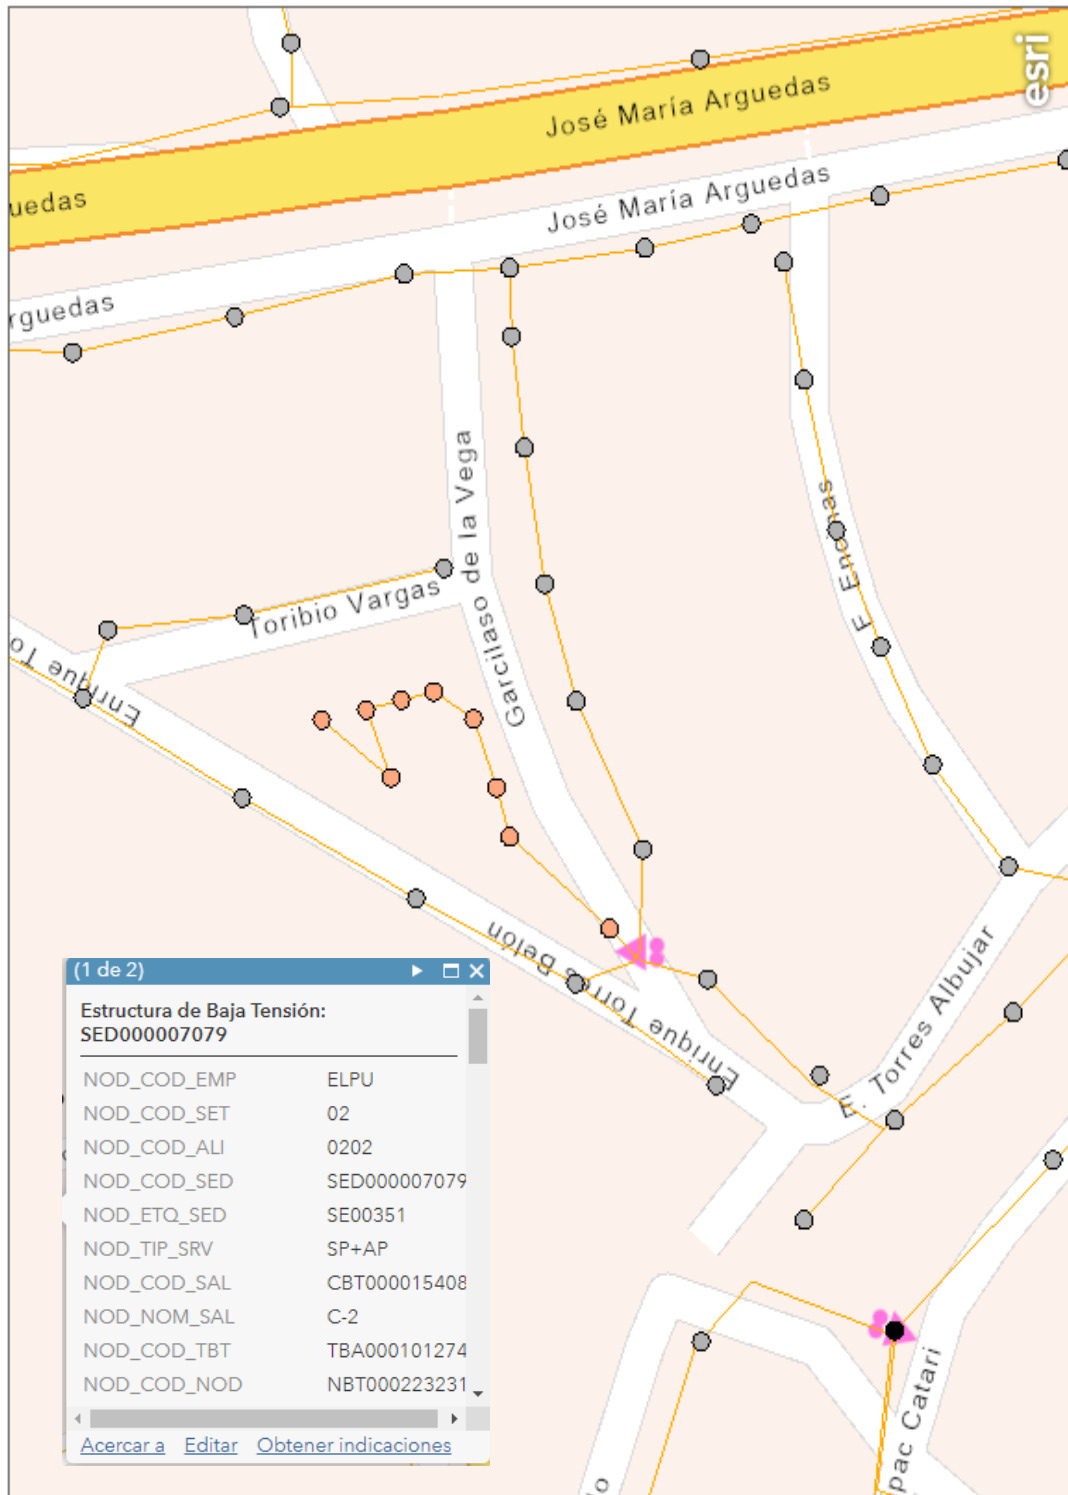 esri
José María Arguedas
uedas
José María Arguedas
rguedas
Garcilaso de la Vega
E. Encinas
Toribio Vargas
Enrique To
Enrique Torres Belón
E. Torres Albujar
pac Catari
(1 de 2)
Estructura de Baja Tensión:
SED000007079
NOD_COD_EMP ELPU
NOD_COD_SET 02
NOD_COD_ALI 0202
NOD_COD_SED SED000007079
NOD_ETQ_SED SE00351
NOD_TIP_SRV SP+AP
NOD_COD_SAL CBT000015408
NOD_NOM_SAL C-2
NOD_COD_TBT TBA000101274
NOD_COD_NOD NBT000223231
Acercar a Editar Obtener indicaciones